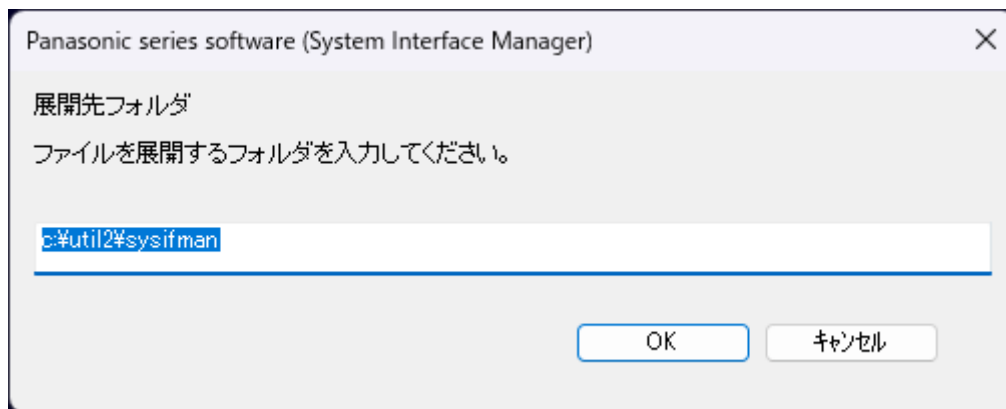 Panasonic series software (System Interface Manager)
展開先フォルダ
ファイルを展開するフォルダを入力してください。
c:¥util2¥sysifman
OK
キャンセル